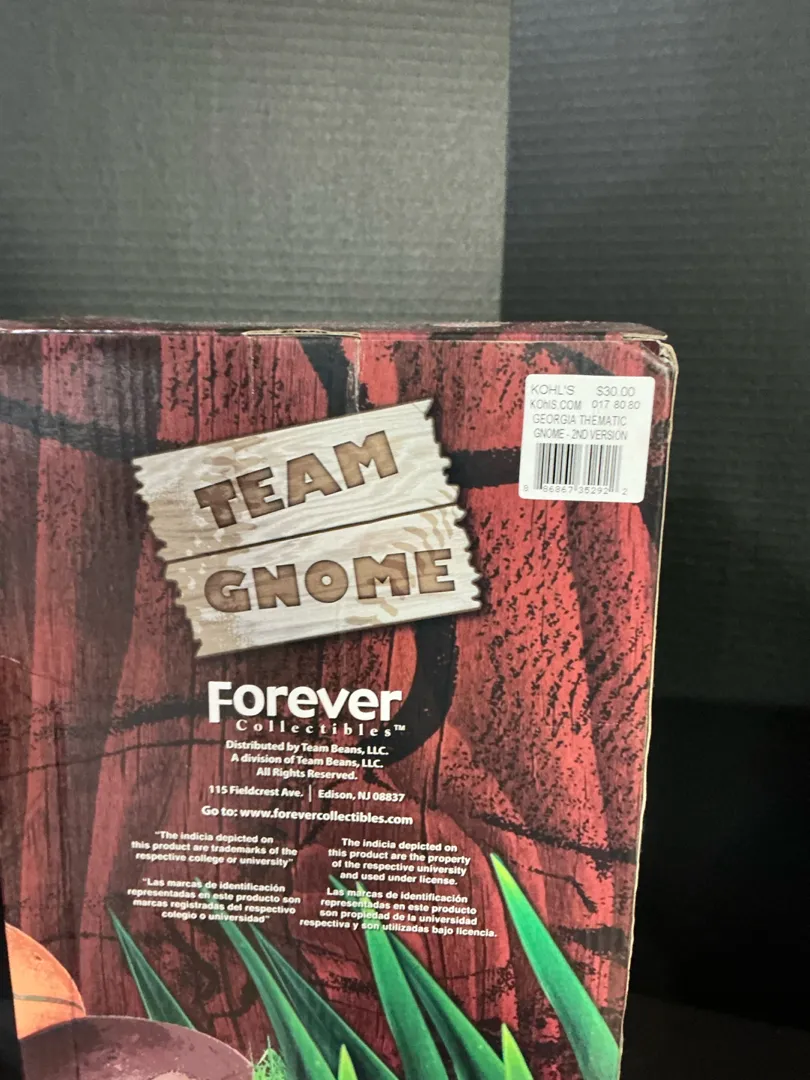 KOHL'S $30.00
KOhlS.COM 017 80 80
GEORGIA THEMATIC
GNOME - 2ND VERSION
8 86867 35292 2
TEAM
GNOME
Forever
Collectibles™
Distributed by Team Beans, LLC.
A division of Team Beans, LLC.
All Rights Reserved.
115 Fieldcrest Ave. | Edison, NJ 08837
Go to: www.forevercollectibles.com
"The indicia depicted on
this product are trademarks of the
respective college or university"
"Las marcas de identificación
representadas en este producto son
marcas registradas del respectivo
colegio o universidad"
The indicia depicted on
this product are the property
of the respective university
and used under license.
Las marcas de identificación
representadas en este producto
son propiedad de la universidad
respectiva y son utilizadas bajo licencia.